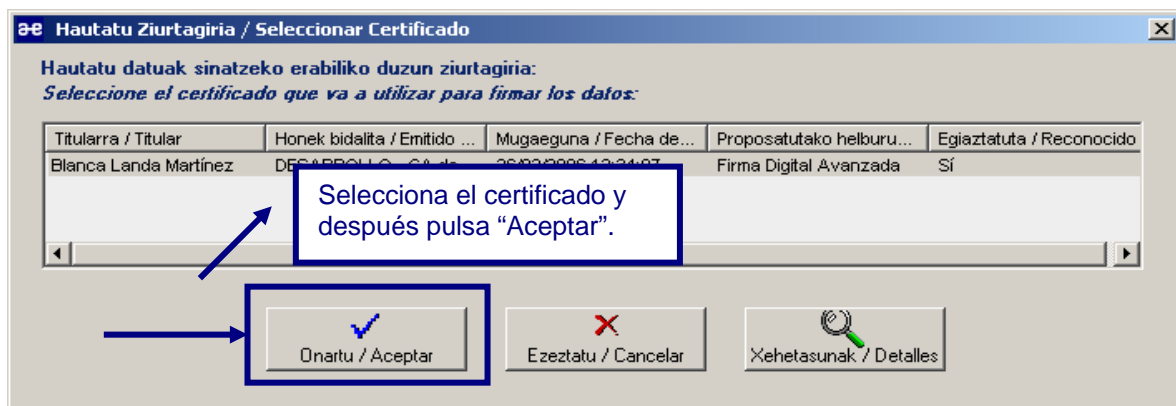 Hautatu Ziurtagiria / Seleccionar Certificado
Hautatu datuak sinatzeko erabiliko duzun ziurtagiria:
Seleccione el certificado que va a utilizar para firmar los datos:
Titularra / Titular Honek bidalita / Emitido ... Mugaeguna / Fecha de... Proposatutako helburu... Egiaztatuta / Reconocido
Blanca Landa Martínez Firma Digital Avanzada Sí
Selecciona el certificado y
después pulsa “Aceptar”.
Onartu / Aceptar Ezeztatu / Cancelar Xehetasunak / Detalles